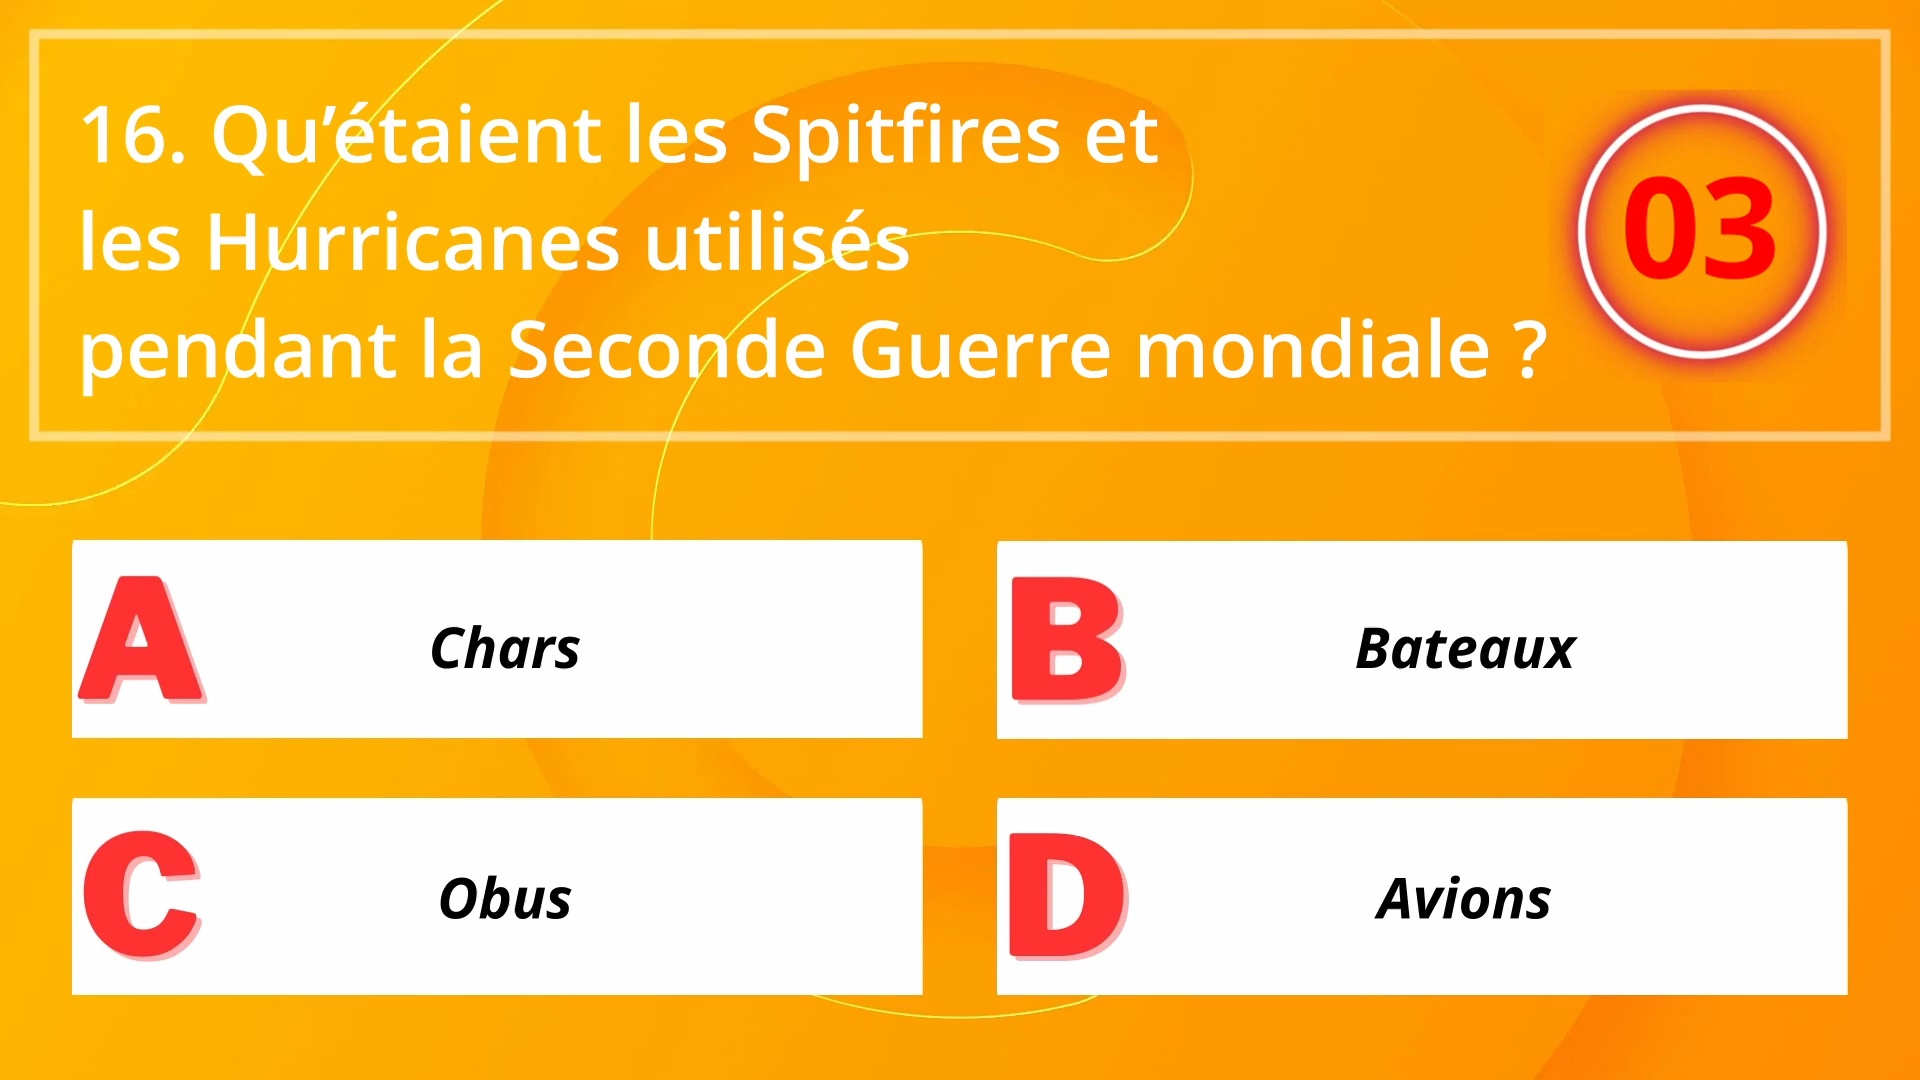 16. Qu’étaient les Spitfires et
les Hurricanes utilisés
pendant la Seconde Guerre mondiale ?
03
A
Chars
B
Bateaux
C
Obus
D
Avions